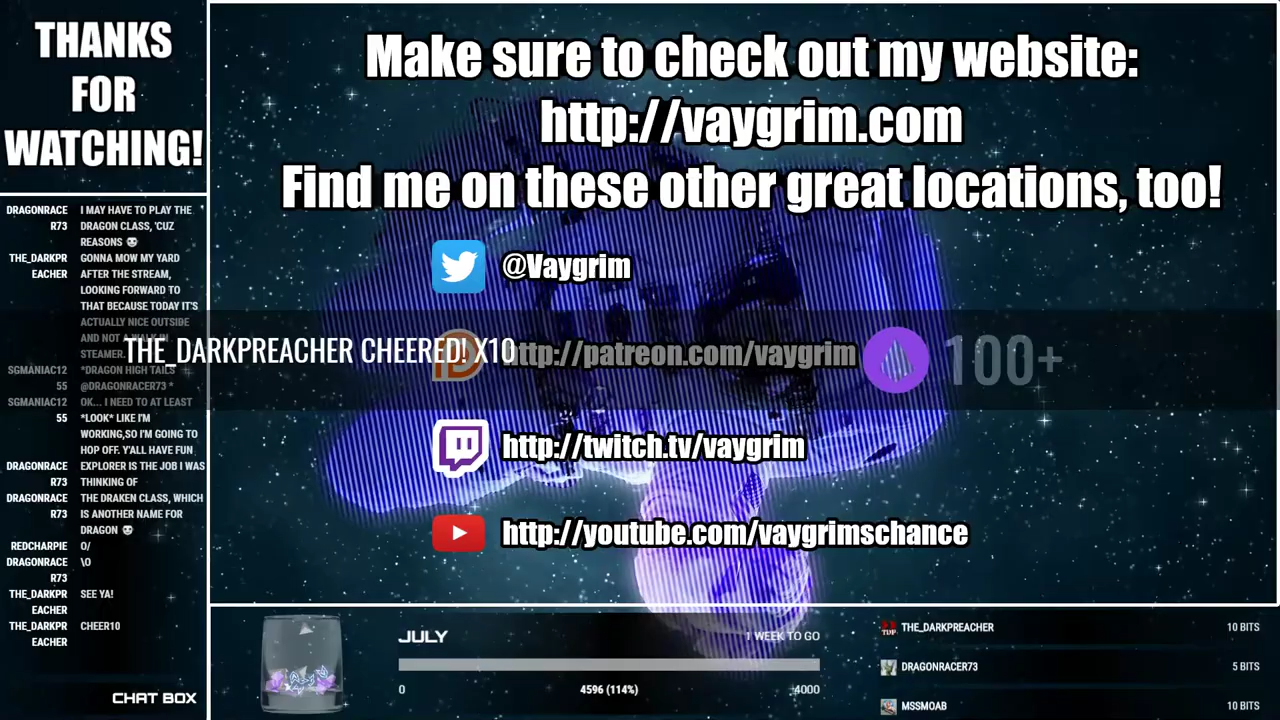 THANKS
FOR
WATCHING!
Make sure to check out my website:
http://vaygrim.com
Find me on these other great locations, too!
@Vaygrim
http://patreon.com/vaygrim
100+
THE_DARKPREACHER CHEERED! X10
http://twitch.tv/vaygrim
http://youtube.com/vaygrimschance
DRAGONRACE I MAY HAVE TO PLAY THE
R73 DRAGON CLASS, 'CUZ
REASONS
THE_DARKPR GONNA MOW MY YARD
EACHER AFTER THE STREAM,
LOOKING FORWARD TO
THAT BECAUSE TODAY IT'S
ACTUALLY NICE OUTSIDE
AND NOT A WALK-IN
STEAMER.
SGMANIAC12 *DRAGON HIGH TAILS
55 @DRAGONRACER73 *
SGMANIAC12 OK... I NEED TO AT LEAST
55 *LOOK* LIKE I'M
WORKING,SO I'M GOING TO
HOP OFF. Y'ALL HAVE FUN
DRAGONRACE EXPLORER IS THE JOB I WAS
R73 THINKING OF
DRAGONRACE THE DRAKEN CLASS, WHICH
R73 IS ANOTHER NAME FOR
DRAGON
REDCHARPIE O/
DRAGONRACE \O
R73
THE_DARKPR SEE YA!
EACHER
THE_DARKPR CHEER10
EACHER
CHAT BOX
JULY 1 WEEK TO GO
0 4596 (114%) 4000
TDP
THE_DARKPREACHER 10 BITS
DRAGONRACER73 5 BITS
MSSMOAB 10 BITS